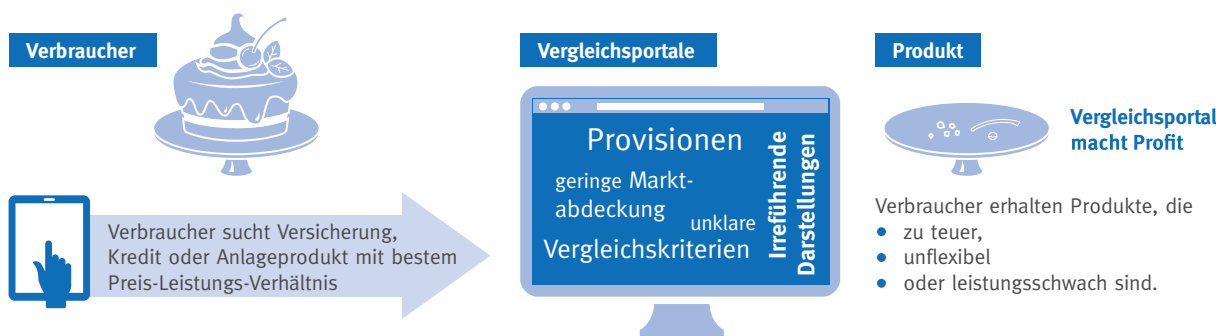 Verbraucher
Verbraucher sucht Versicherung,
Kredit oder Anlageprodukt mit bestem
Preis-Leistungs-Verhältnis
Vergleichsportale
Provisionen
geringe Markt-
abdeckung
unklare
Vergleichskriterien
Irreführende
Darstellungen
Produkt
Vergleichsportal
macht Profit
Verbraucher erhalten Produkte, die
• zu teuer,
• unflexibel
• oder leistungsschwach sind.